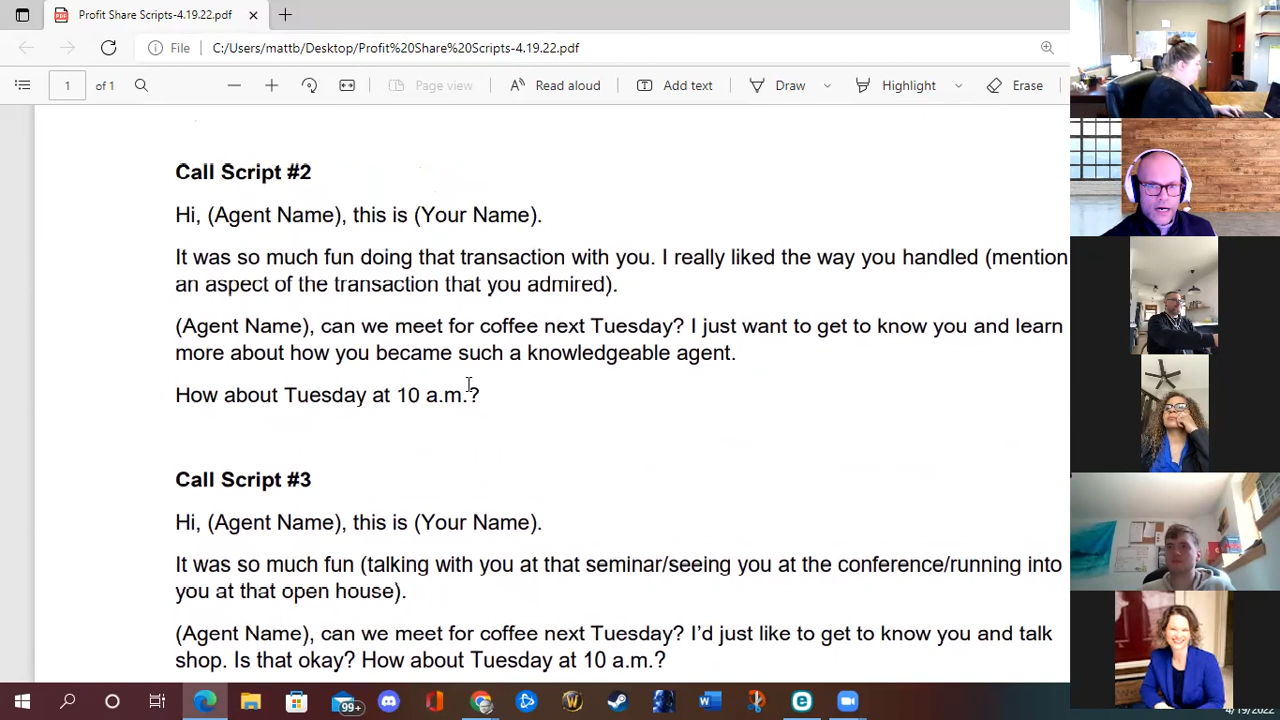 Profit Share Scripts-4.19.22.pdf
File
C:/Users/mattb/Desktop/Profit%20Share%20Scripts-4.19.22.pdf
1 of 1
Page view
Read aloud
Add text
Draw
Highlight
Erase
Call Script #2
Hi, (Agent Name), this is (Your Name).
It was so much fun doing that transaction with you. I really liked the way you handled (mention
an aspect of the transaction that you admired).
(Agent Name), can we meet for coffee next Tuesday? I just want to get to know you and learn
more about how you became such a knowledgeable agent.
How about Tuesday at 10 a.m.?
Call Script #3
Hi, (Agent Name), this is (Your Name).
It was so much fun (talking with you at that seminar/seeing you at the conference/running into
you at that open house).
(Agent Name), can we meet for coffee next Tuesday? I’d just like to get to know you and talk
shop. Is that okay? How about Tuesday at 10 a.m.?
99+
4/19/2022